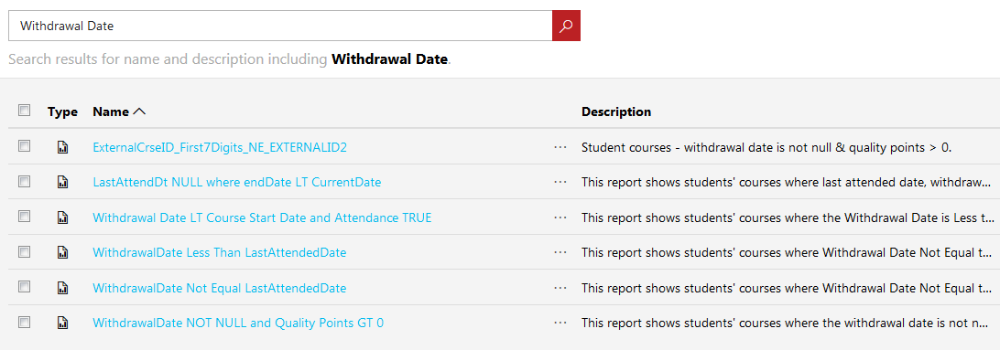 Withdrawal Date
Search results for name and description including Withdrawal Date.
Type Name Description
ExternalCrseID_First7Digits_NE_EXTERNALID2 ... Student courses - withdrawal date is not null & quality points > 0.
LastAttendDt NULL where endDate LT CurrentDate ... This report shows students' courses where last attended date, withdraw...
Withdrawal Date LT Course Start Date and Attendance TRUE ... This report shows students' courses where the Withdrawal Date is Less t...
WithdrawalDate Less Than LastAttendedDate ... This report shows students' courses where Withdrawal Date Not Equal t...
WithdrawalDate Not Equal LastAttendedDate ... This report shows students' courses where Withdrawal Date Not Equal t...
WithdrawalDate NOT NULL and Quality Points GT 0 ... This report shows students' courses where the withdrawal date is not n...